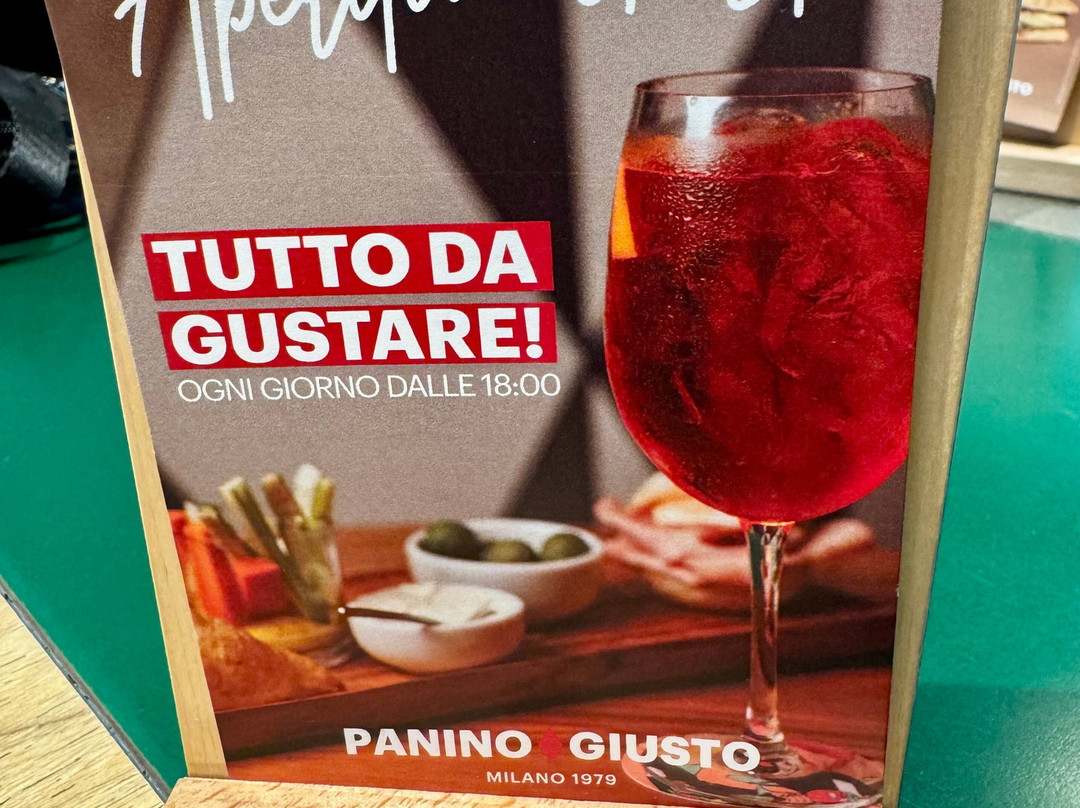 TUTTO DA
GUSTARE!
OGNI GIORNO DALLE 18:00
PANINO GIUSTO
MILANO 1979